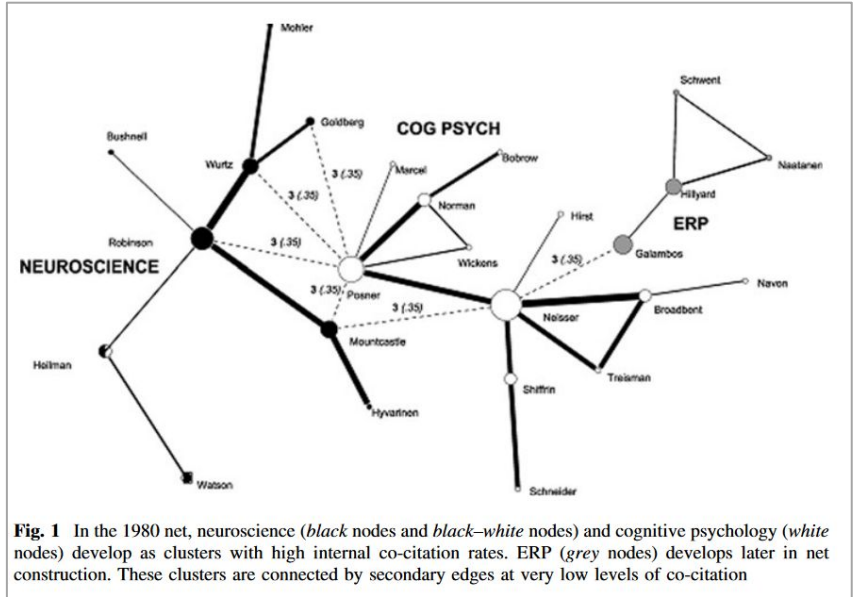 Mohler
Goldberg
Schwent
COG PSYCH
Bushnell
Bobrow
Wurtz
3 (.35)
Marcel
Naatanen
3 (.35)
Norman
Hillyard
Hirst
ERP
Robinson
3 (.35)
Galambos
NEUROSCIENCE
Wickens
3 (.35)
Navon
3 (.35)
Posner
3 (.35)
Neisser
Broadbent
Mountcastle
Heilman
Treisman
Shiffrin
Hyvarinen
Watson
Schneider
Fig. 1 In the 1980 net, neuroscience (black nodes and black–white nodes) and cognitive psychology (white
nodes) develop as clusters with high internal co-citation rates. ERP (grey nodes) develops later in net
construction. These clusters are connected by secondary edges at very low levels of co-citation